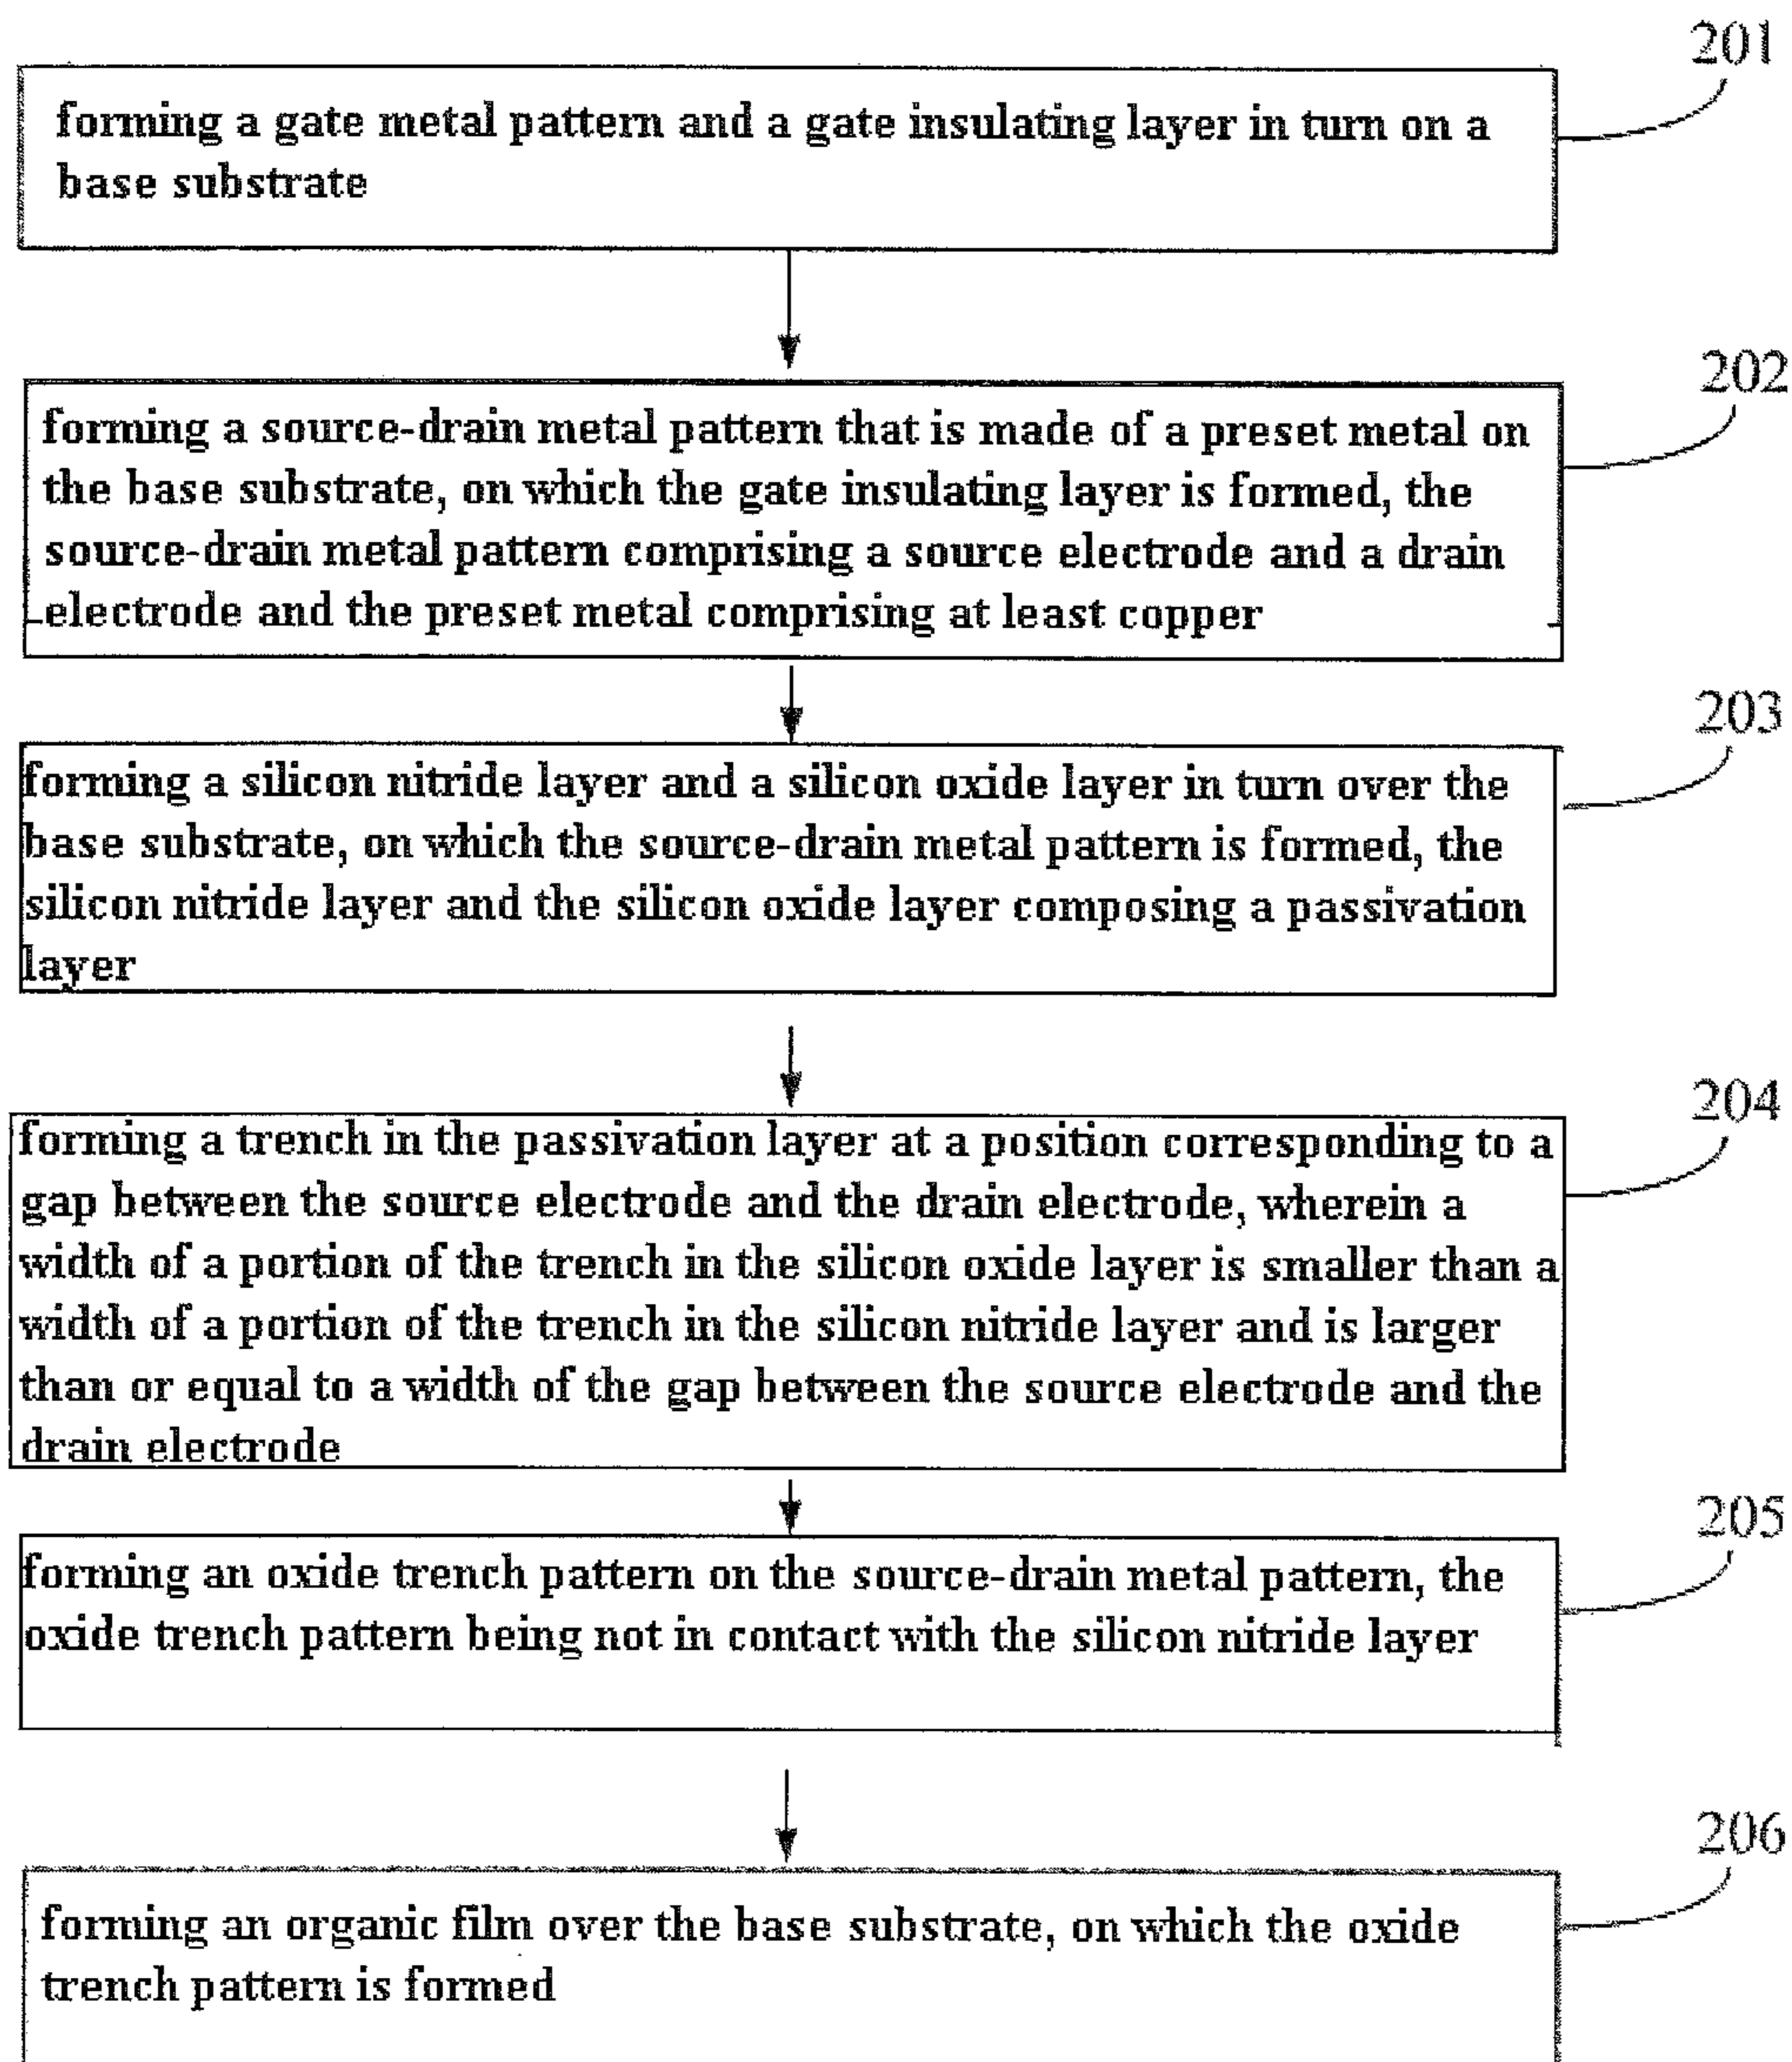 201
forming a gate metal pattern and a gate insulating layer in turn on a
base substrate
202
forming a source-drain metal pattern that is made of a preset metal on
the base substrate, on which the gate insulating layer is formed, the
source-drain metal pattern comprising a source electrode and a drain
electrode and the preset metal comprising at least copper
203
forming a silicon nitride layer and a silicon oxide layer in turn over the
base substrate, on which the source-drain metal pattern is formed, the
silicon nitride layer and the silicon oxide layer composing a passivation
layer
204
forming a trench in the passivation layer at a position corresponding to a
gap between the source electrode and the drain electrode, wherein a
width of a portion of the trench in the silicon oxide layer is smaller than a
width of a portion of the trench in the silicon nitride layer and is larger
than or equal to a width of the gap between the source electrode and the
drain electrode
205
forming an oxide trench pattern on the source-drain metal pattern, the
oxide trench pattern being not in contact with the silicon nitride layer
206
forming an organic film over the base substrate, on which the oxide
trench pattern is formed